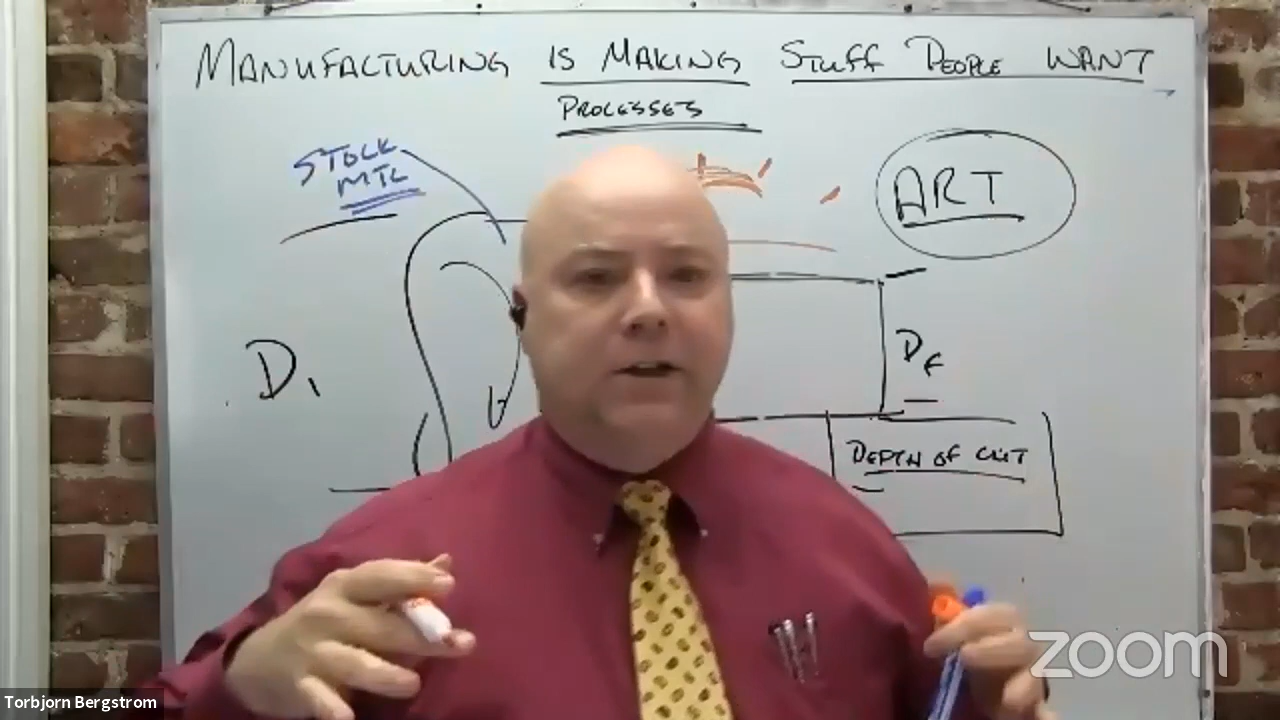 MANUFACTURING IS MAKING STUFF PEOPLE WANT
PROCESSES
STOCK
MTL
ART
D1
DF
DEPTH OF CUT
zoom
Torbjorn Bergstrom